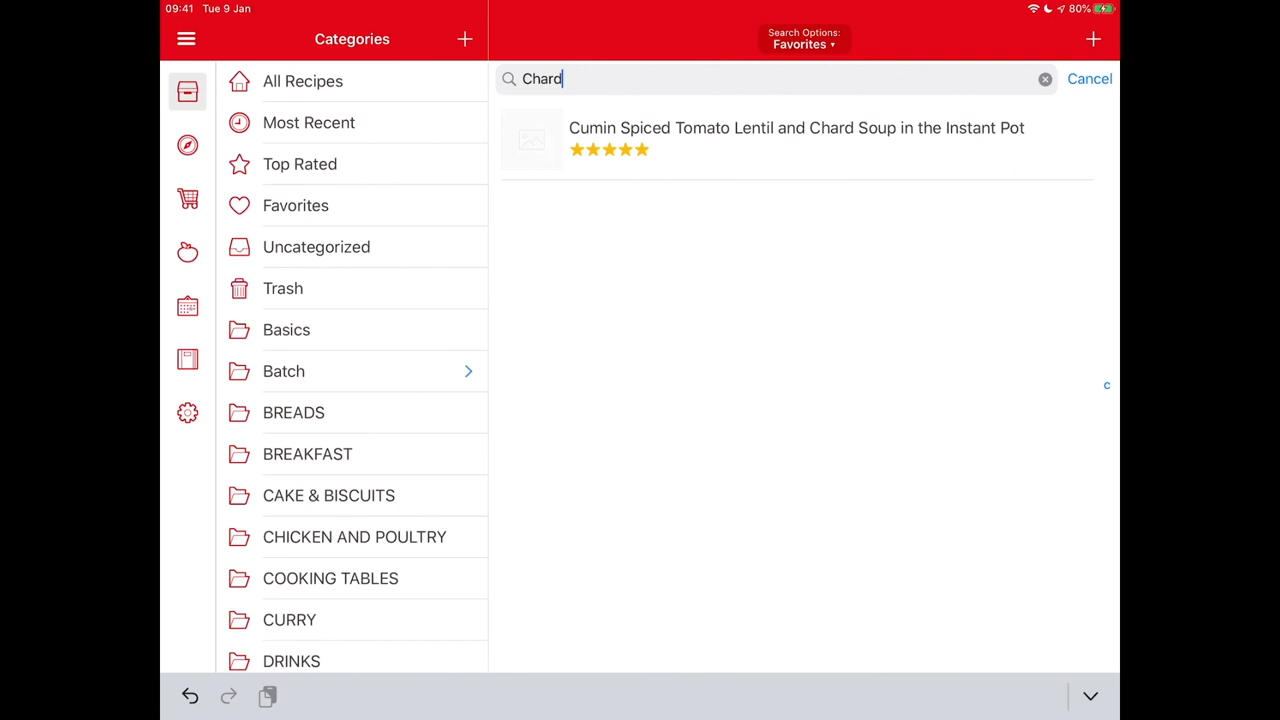 09:41 Tue 9 Jan
80%
Categories
Search Options:
Favorites
Chard
Cancel
All Recipes
Most Recent
Top Rated
Favorites
Uncategorized
Trash
Basics
Batch
BREADS
BREAKFAST
CAKE & BISCUITS
CHICKEN AND POULTRY
COOKING TABLES
CURRY
DRINKS
Cumin Spiced Tomato Lentil and Chard Soup in the Instant Pot
C